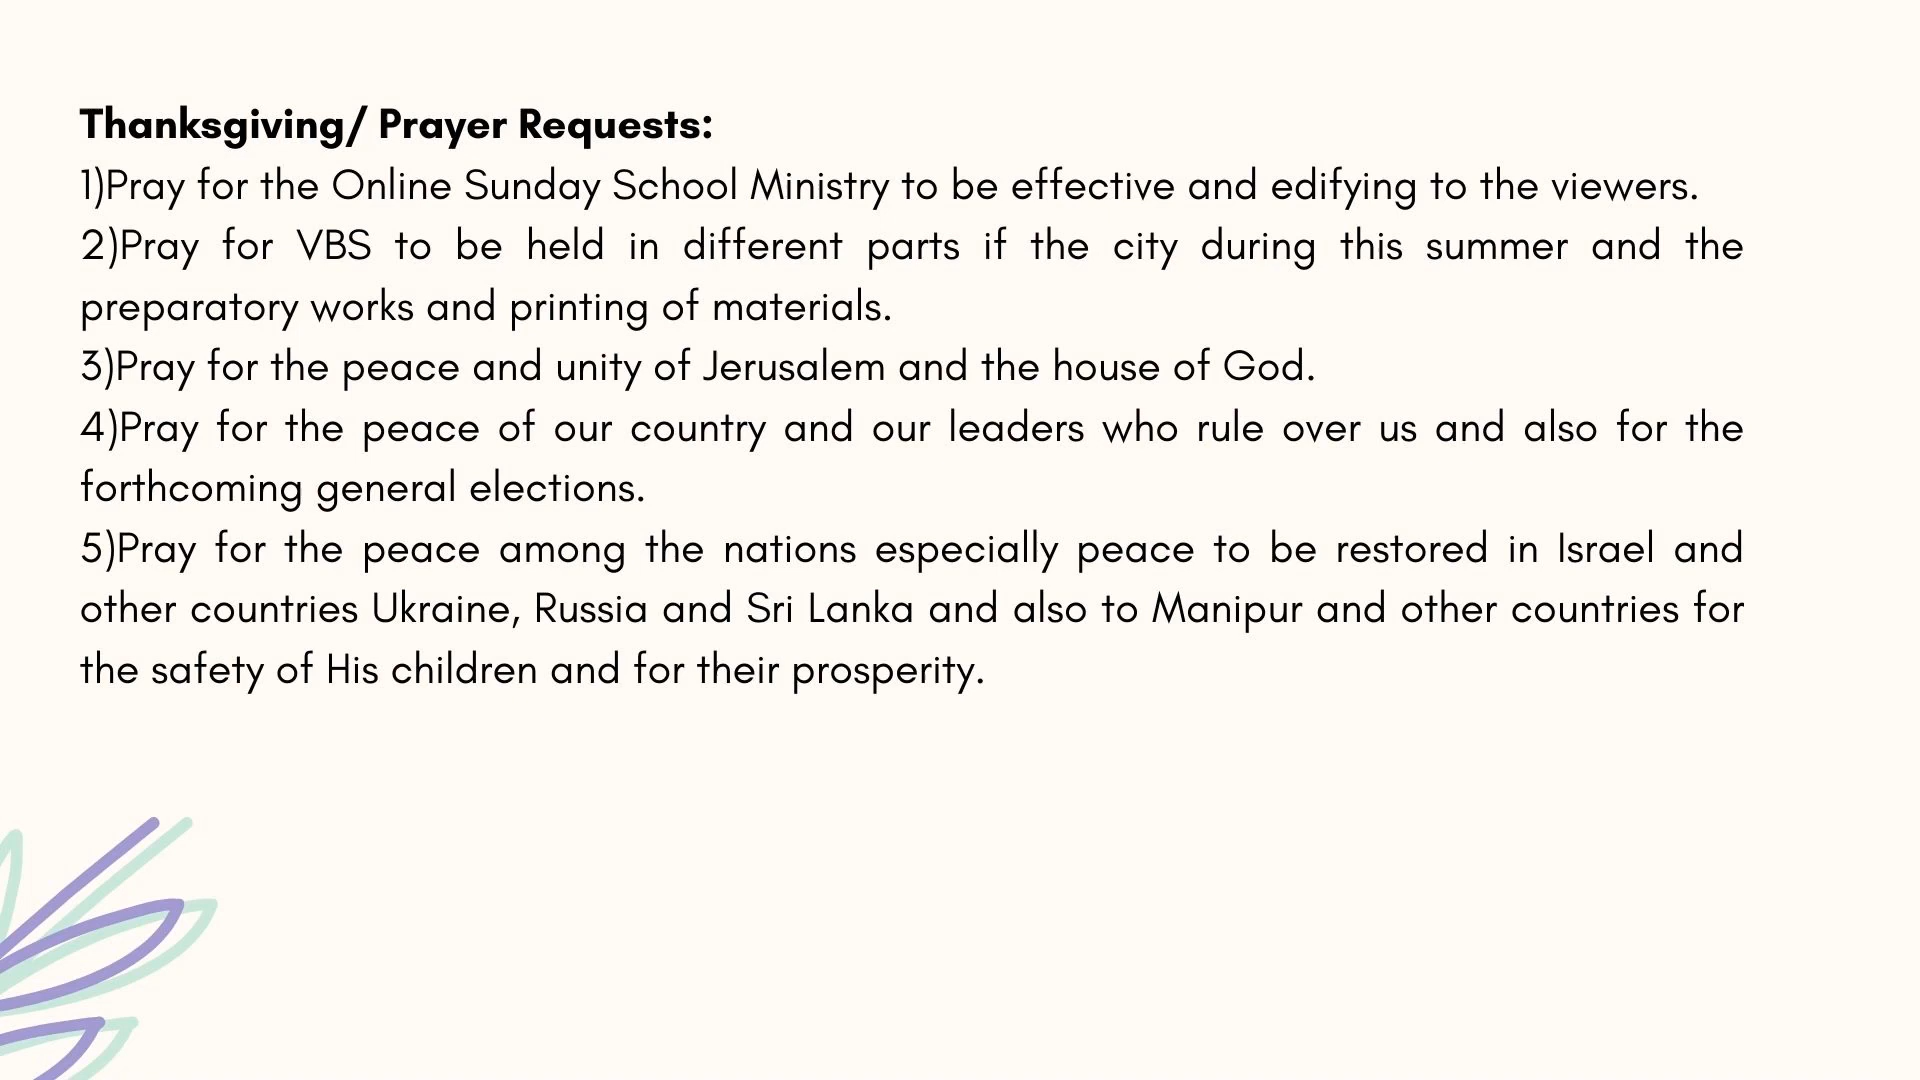 Thanksgiving/ Prayer Requests:
1)Pray for the Online Sunday School Ministry to be effective and edifying to the viewers.
2)Pray for VBS to be held in different parts if the city during this summer and the
preparatory works and printing of materials.
3)Pray for the peace and unity of Jerusalem and the house of God.
4)Pray for the peace of our country and our leaders who rule over us and also for the
forthcoming general elections.
5)Pray for the peace among the nations especially peace to be restored in Israel and
other countries Ukraine, Russia and Sri Lanka and also to Manipur and other countries for
the safety of His children and for their prosperity.